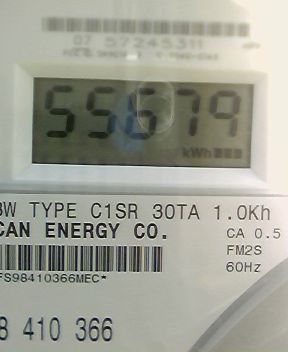 07 57245311
55679
kWh
3W TYPE C1SR 30TA 1.0Kh
CAN ENERGY CO.
CA 0.5
FM2S
60Hz
FS98410366MEC*
8 410 366